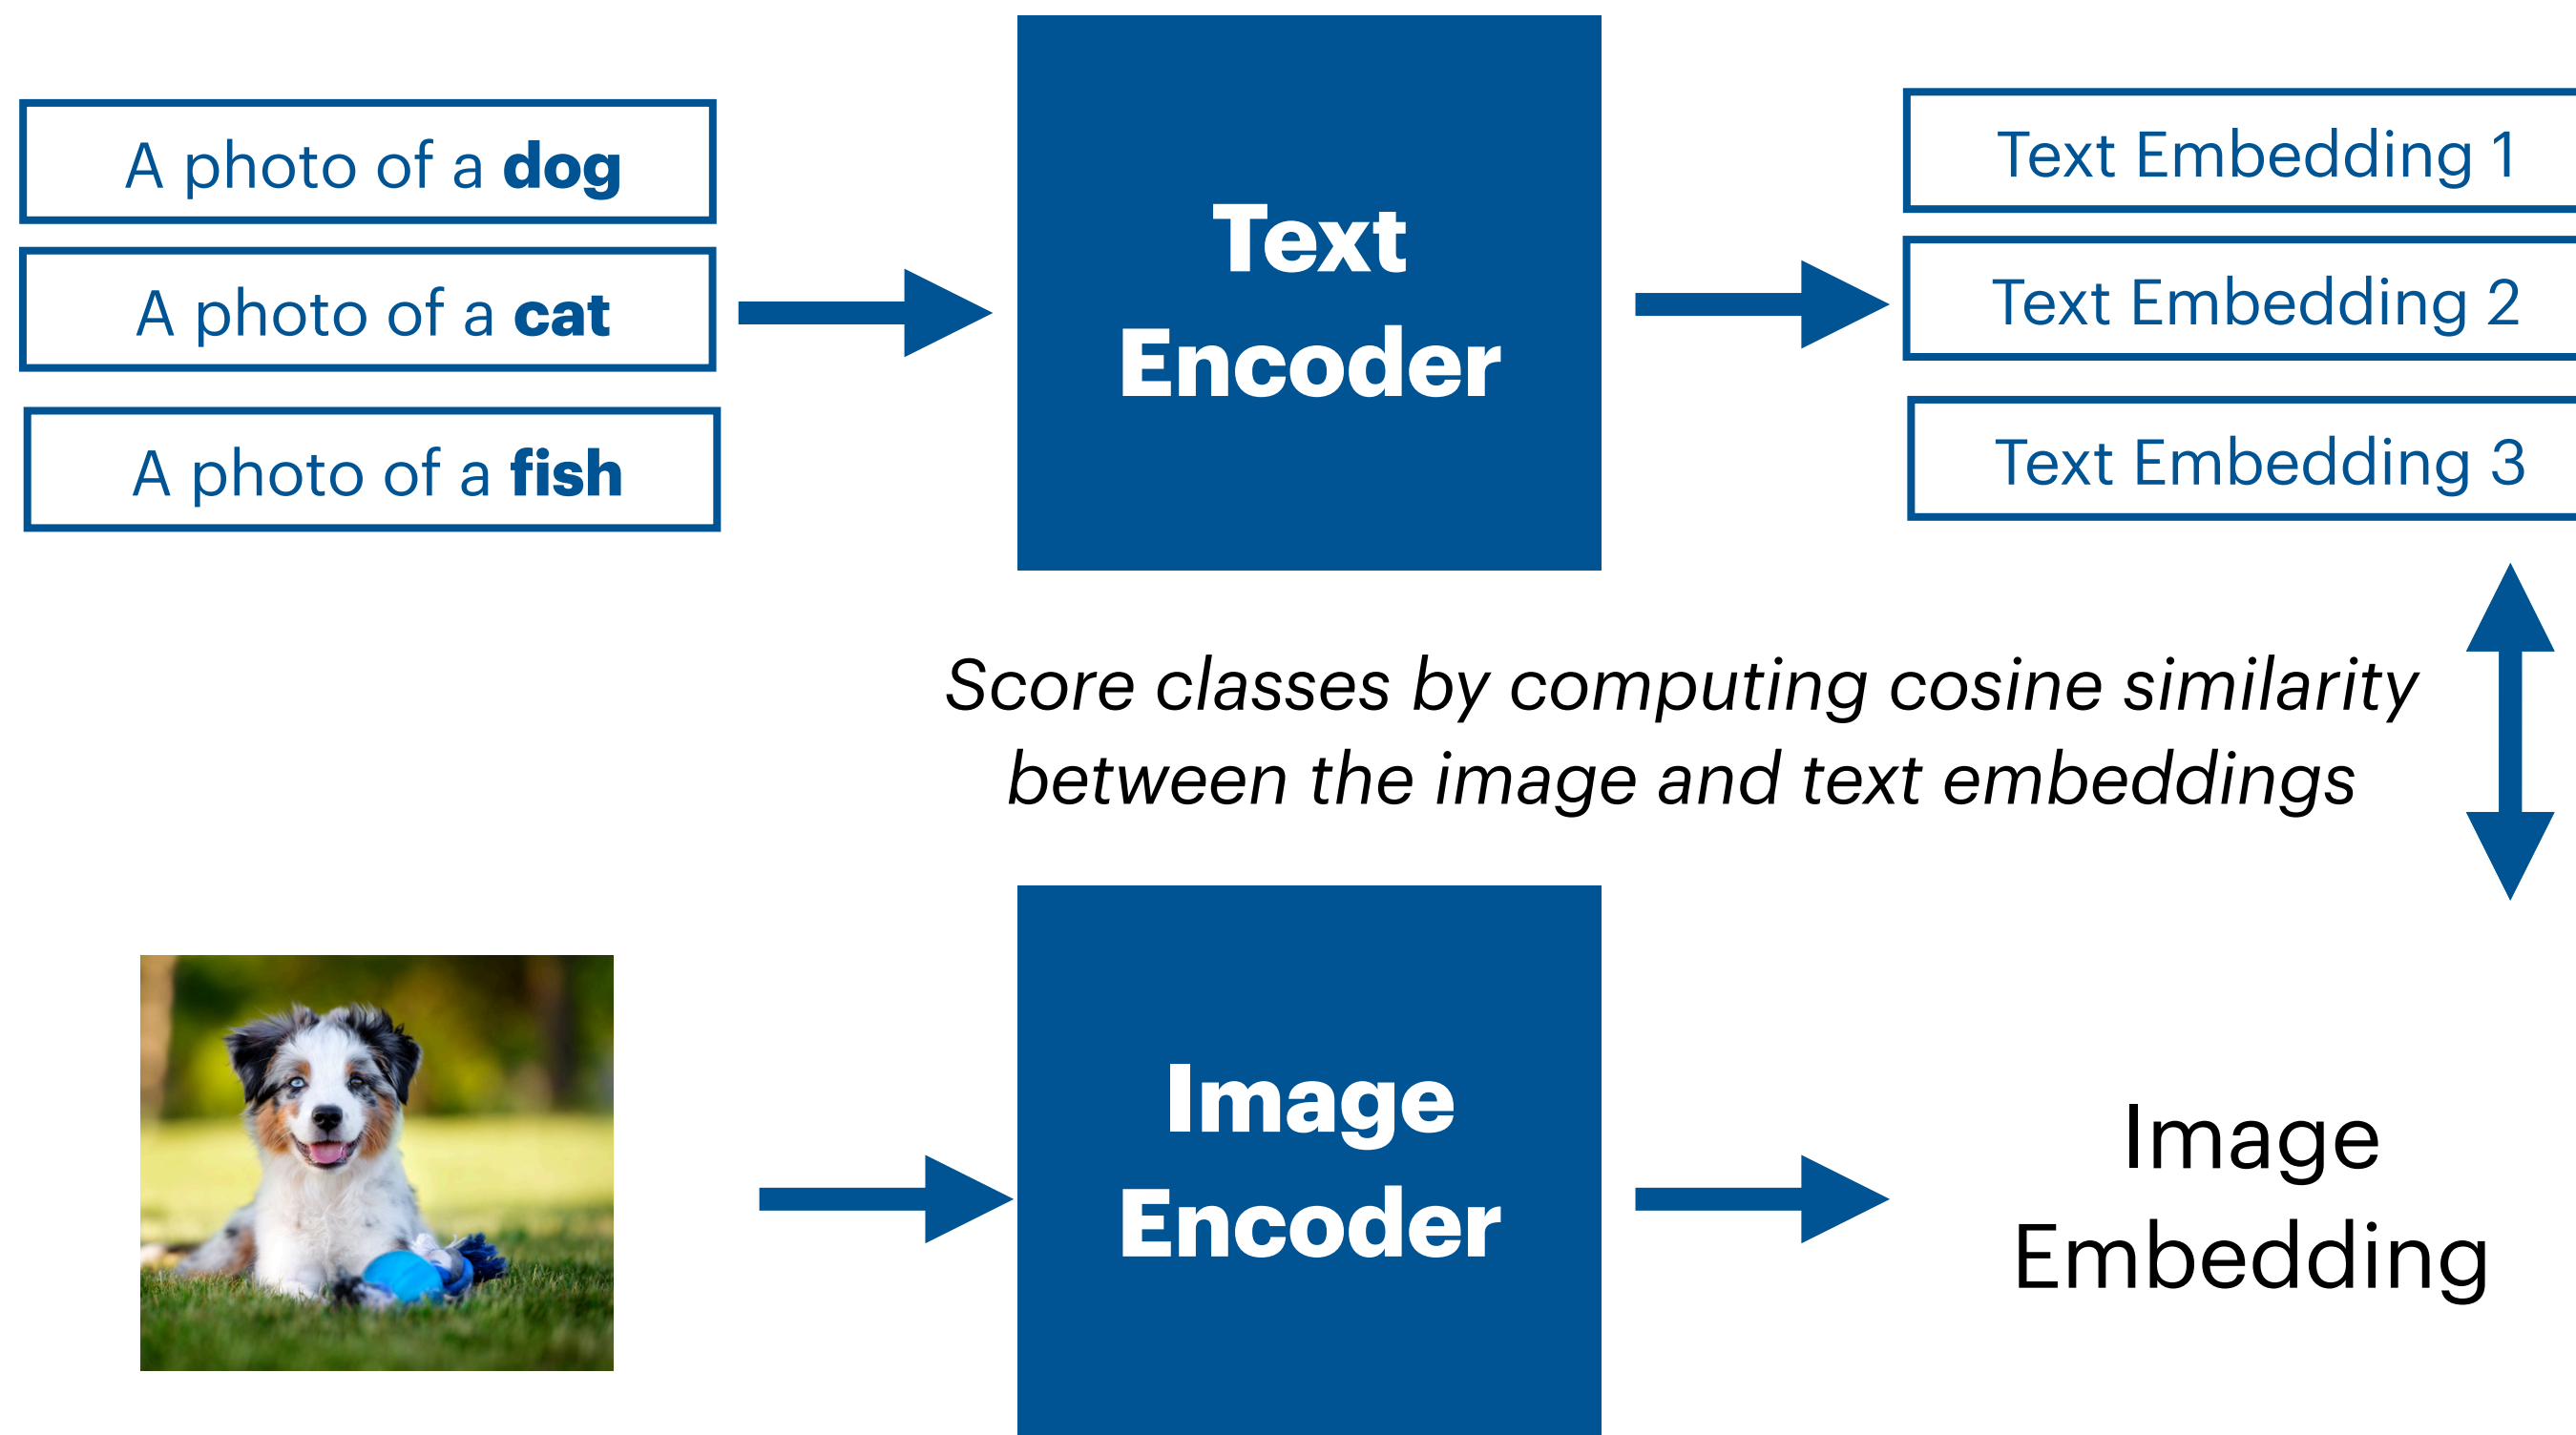 A photo of a dog
A photo of a cat
A photo of a fish
Text
Encoder
Text Embedding 1
Text Embedding 2
Text Embedding 3
Score classes by computing cosine similarity
between the image and text embeddings
Image
Encoder
Image
Embedding